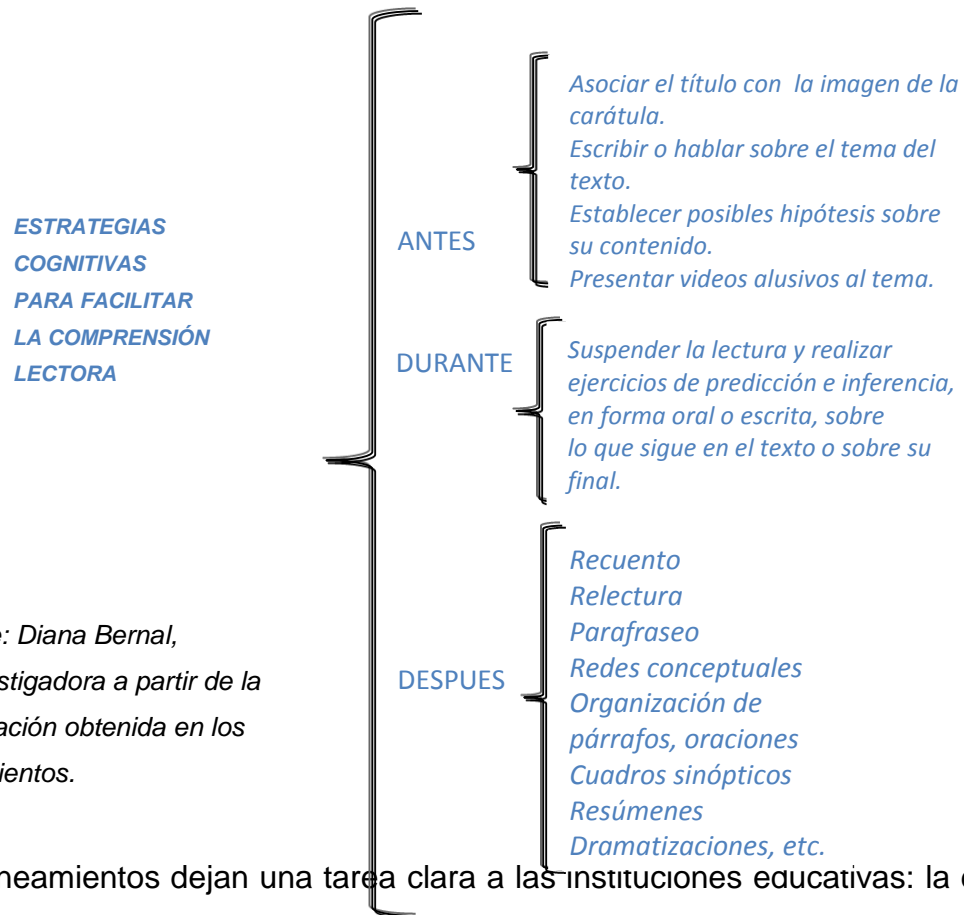 ESTRATEGIAS
COGNITIVAS
PARA FACILITAR
LA COMPRENSIÓN
LECTORA
ANTES
Asociar el título con la imagen de la
carátula.
Escribir o hablar sobre el tema del
texto.
Establecer posibles hipótesis sobre
su contenido.
Presentar videos alusivos al tema.
DURANTE
Suspender la lectura y realizar
ejercicios de predicción e inferencia,
en forma oral o escrita, sobre
lo que sigue en el texto o sobre su
final.
DESPUES
Recuento
Relectura
Parafraseo
Redes conceptuales
Organización de
párrafos, oraciones
Cuadros sinópticos
Resúmenes
Dramatizaciones, etc.
: Diana Bernal,
stigadora a partir de la
ación obtenida en los
ientos.
neamientos dejan una tarea clara a las instituciones educativas: la